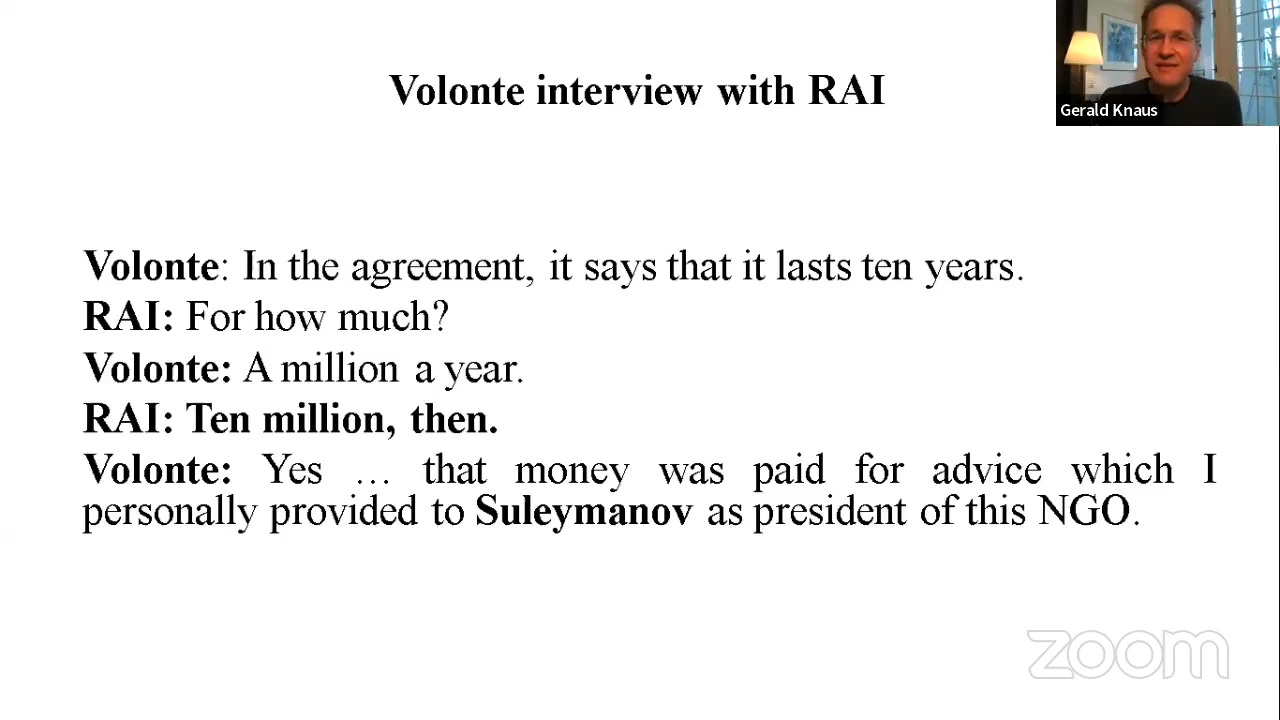 Volonte interview with RAI
Gerald Knaus
Volonte: In the agreement, it says that it lasts ten years.
RAI: For how much?
Volonte: A million a year.
RAI: Ten million, then.
Volonte: Yes … that money was paid for advice which I
personally provided to Suleymanov as president of this NGO.
zoom